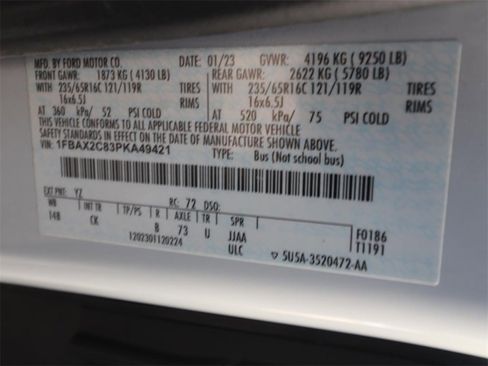 MFD. BY FORD MOTOR CO. DATE: 01/23 GVWR: 4196 KG ( 9250 LB)
FRONT GAWR: 1873 KG ( 4130 LB) REAR GAWR: 2622 KG ( 5780 LB)
WITH 235/65R16C 121/119R TIRES WITH 235/65R16C 121/119R TIRES
16x6.5J RIMS 16x6.5J RIMS
AT 360 kPa/ 52 PSI COLD AT 520 kPa/ 75 PSI COLD
THIS VEHICLE CONFORMS TO ALL APPLICABLE FEDERAL MOTOR VEHICLE
SAFETY STANDARDS IN EFFECT ON THE DATE OF MANUFACTURE SHOWN ABOVE.
VIN: 1FBAX2C83PKA49421 TYPE: Bus (Not school bus)
EXT PNT: YZ RC: 72 DSO:
WB INT TR TP/PS R AXLE TR SPR
148 CK B 73 U JJAA
ULC
F0186
T1191
1202301120224
5U5A-3520472-AA